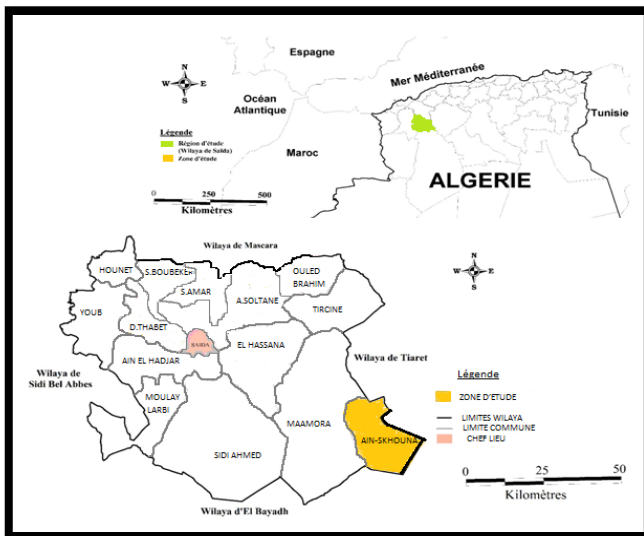 Espagne
Mer Méditerranée
N
W E
S
Océan
Atlantique
Tunisie
Maroc
Légende
Région d'étude
(Wilaya de Saïda)
Zone d'étude
ALGERIE
0 250 500
Kilomètres
Wilaya de Mascara
HOUNET
S.BOUBEKER
OULED
BRAHIM
N
W E
S
S.AMAR
A.SOLTANE
YOUB
TIRCINE
D.THABET
SAIDA
EL HASSANA
AIN EL HADJAR
Wilaya de Tiaret
Wilaya de
Sidi Bel Abbes
Légende
MOULAY
LARBI
ZONE D'ETUDE
MAAMORA
LIMITES WILAYA
LIMITE COMMUNE
CHEF LIEU
AIN-SKHOUNA
SIDI AHMED
0 25 50
Kilomètres
Wilaya d'El Bayadh